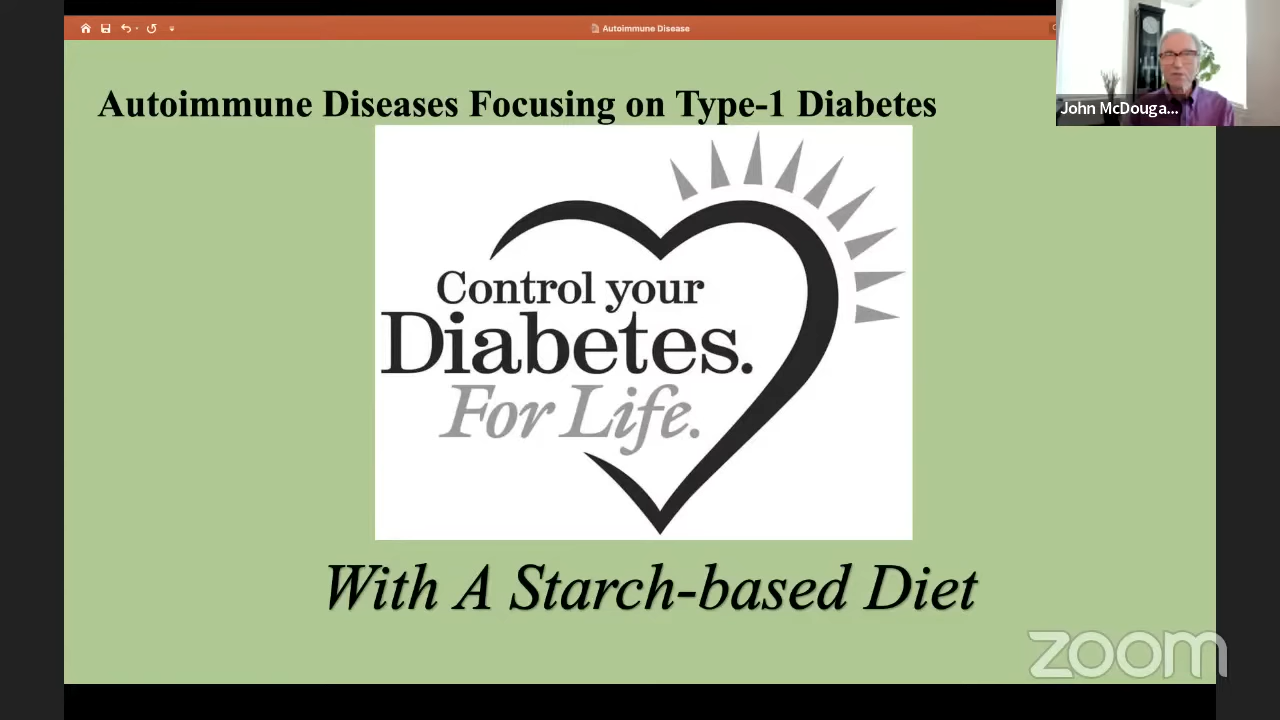 Autoimmune Disease
Autoimmune Diseases Focusing on Type-1 Diabetes
John McDouga...
Control your
Diabetes.
For Life.
With A Starch-based Diet
zoom